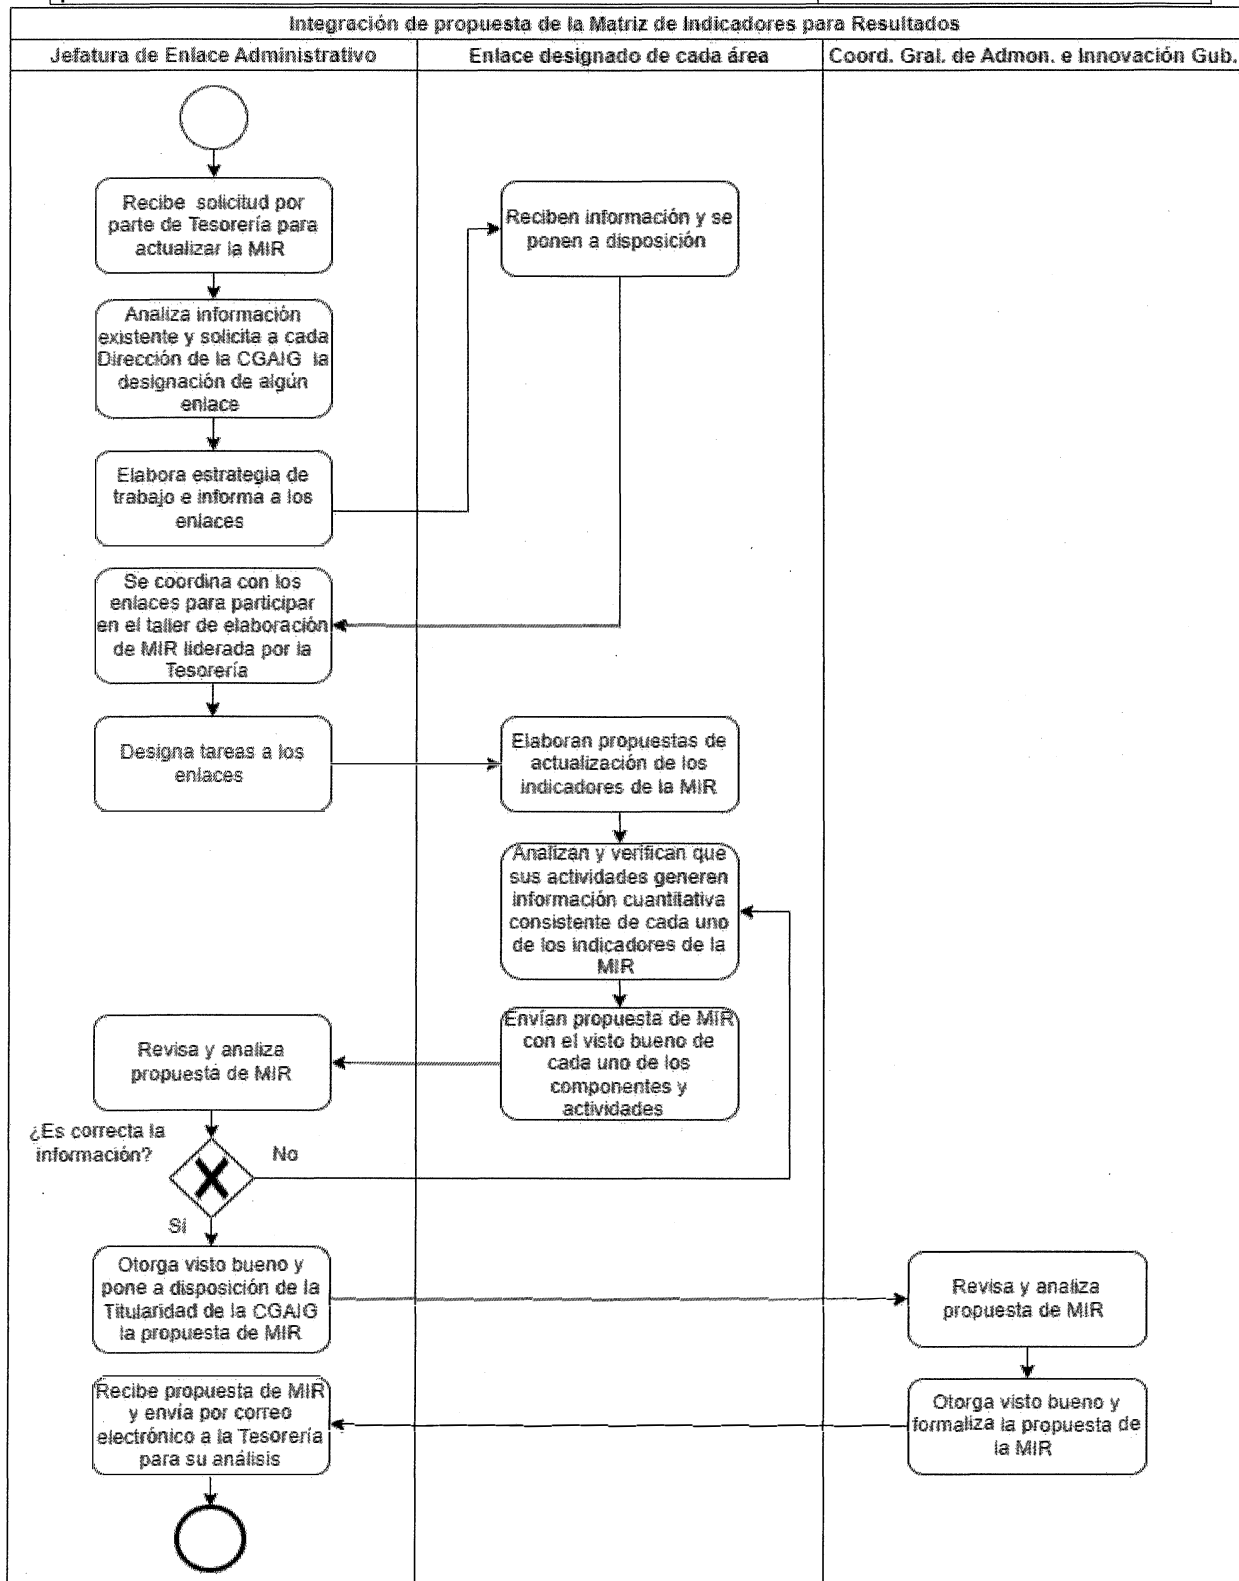 Integración de propuesta de la Matriz de Indicadores para Resultados
Jefatura de Enlace Administrativo
Enlace designado de cada área
Coord. Gral. de Admon. e Innovación Gub.
Recibe solicitud por
parte de Tesorería para
actualizar la MIR
Reciben información y se
ponen a disposición
Analiza información
existente y solicita a cada
Dirección de la CGAIG la
designación de algún
enlace
Elabora estrategia de
trabajo e informa a los
enlaces
Se coordina con los
enlaces para participar
en el taller de elaboración
de MIR liderada por la
Tesorería
Designa tareas a los
enlaces
Elaboran propuestas de
actualización de los
indicadores de la MIR
Analizan y verifican que
sus actividades generen
información cuantitativa
consistente de cada uno
de los indicadores de la
MIR
Envían propuesta de MIR
con el visto bueno de
cada uno de los
componentes y
actividades
Revisa y analiza
propuesta de MIR
¿Es correcta la
información?
No
Si
Otorga visto bueno y
pone a disposición de la
Titularidad de la CGAIG
la propuesta de MIR
Revisa y analiza
propuesta de MIR
Otorga visto bueno y
formaliza la propuesta de
la MIR
Recibe propuesta de MIR
y envía por correo
electrónico a la Tesorería
para su análisis